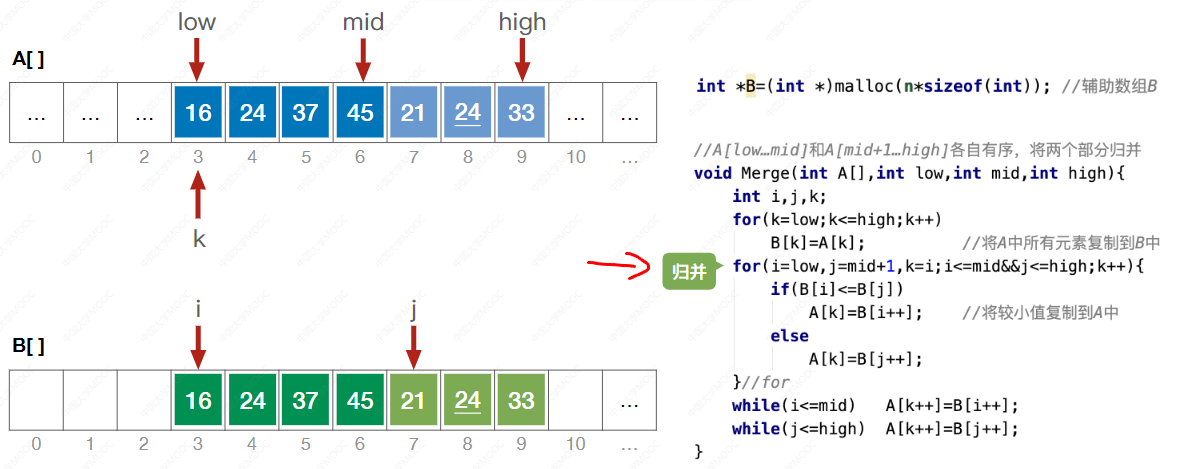 low mid high
A[ ]
... ... ... 16 24 37 45 21 24 33 ... ...
0 1 2 3 4 5 6 7 8 9 10 ...
k
i j
B[ ]
16 24 37 45 21 24 33 ...
0 1 2 3 4 5 6 7 8 9 10 ...
int *B=(int *)malloc(n*sizeof(int)); //辅助数组B
//A[low…mid]和A[mid+1…high]各自有序，将两个部分归并
void Merge(int A[],int low,int mid,int high){
int i,j,k;
for(k=low;k<=high;k++)
B[k]=A[k]; //将A中所有元素复制到B中
归并
for(i=low,j=mid+1,k=i;i<=mid&&j<=high;k++){
if(B[i]<=B[j])
A[k]=B[i++]; //将较小值复制到A中
else
A[k]=B[j++];
}//for
while(i<=mid) A[k++]=B[i++];
while(j<=high) A[k++]=B[j++];
}